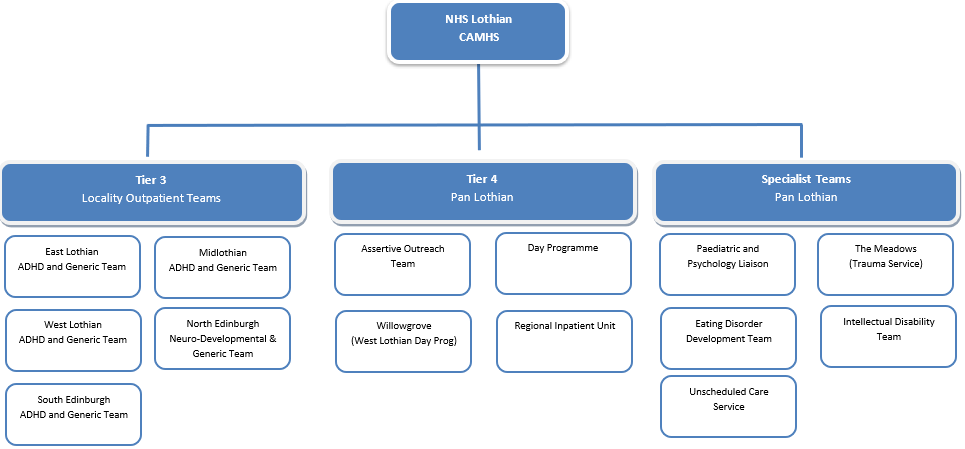 NHS Lothian
CAMHS
Tier 3
Locality Outpatient Teams
East Lothian
ADHD and Generic Team
Midlothian
ADHD and Generic Team
West Lothian
ADHD and Generic Team
North Edinburgh
Neuro-Developmental &
Generic Team
South Edinburgh
ADHD and Generic Team
Tier 4
Pan Lothian
Assertive Outreach
Team
Day Programme
Willowgrove
(West Lothian Day Prog)
Regional Inpatient Unit
Specialist Teams
Pan Lothian
Paediatric and
Psychology Liaison
The Meadows
(Trauma Service)
Eating Disorder
Development Team
Intellectual Disability
Team
Unscheduled Care
Service